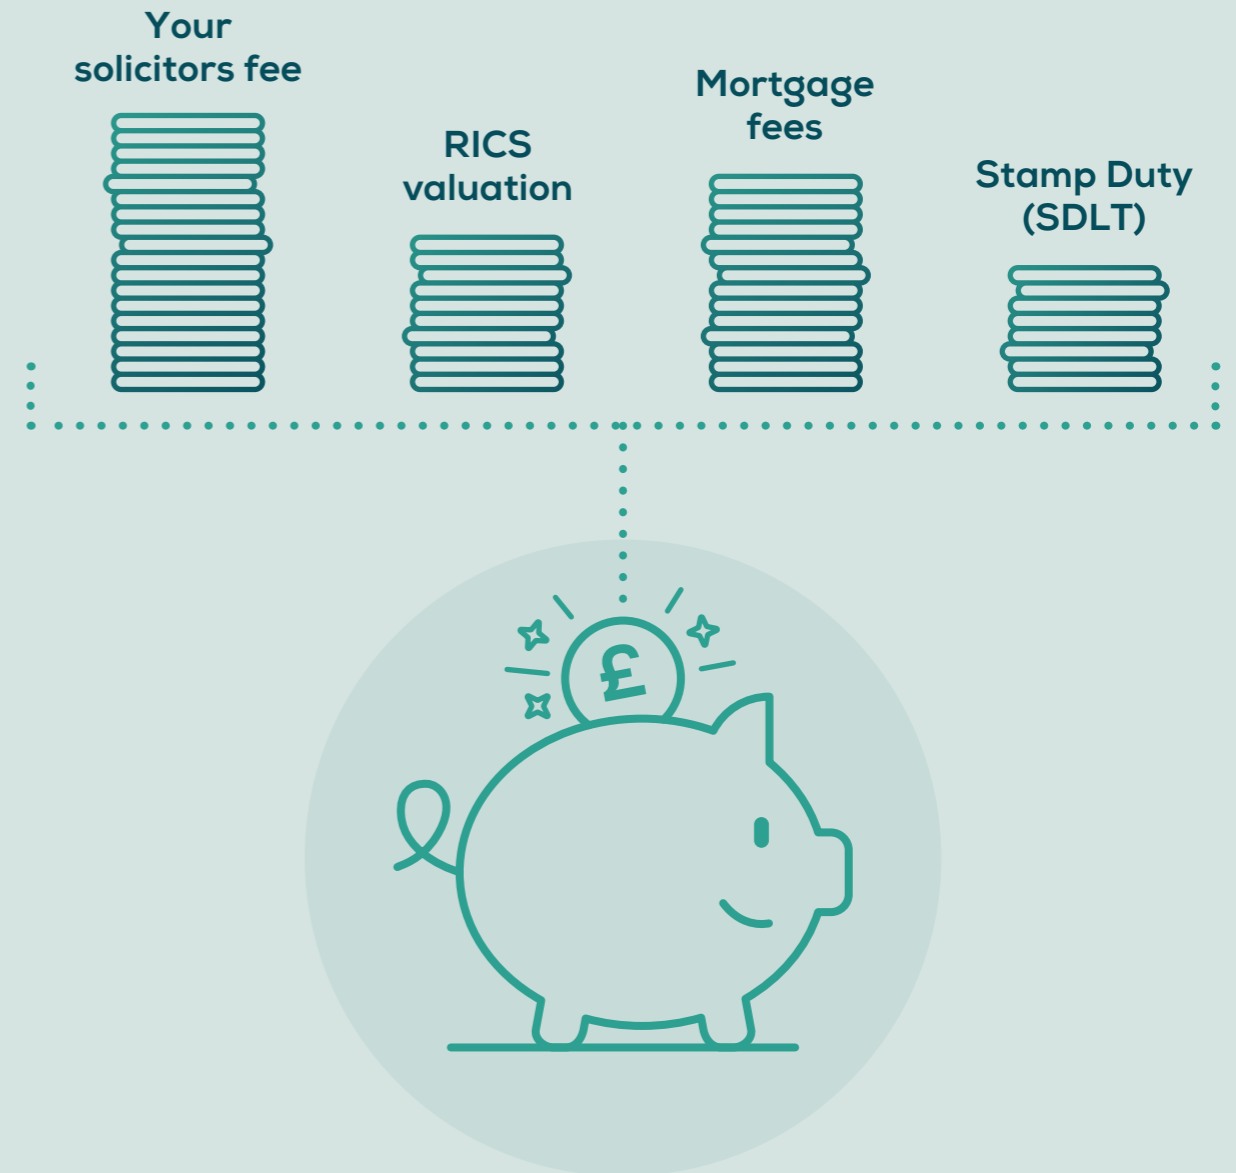 Your
solicitors fee
RICS
valuation
Mortgage
fees
Stamp Duty
(SDLT)
£